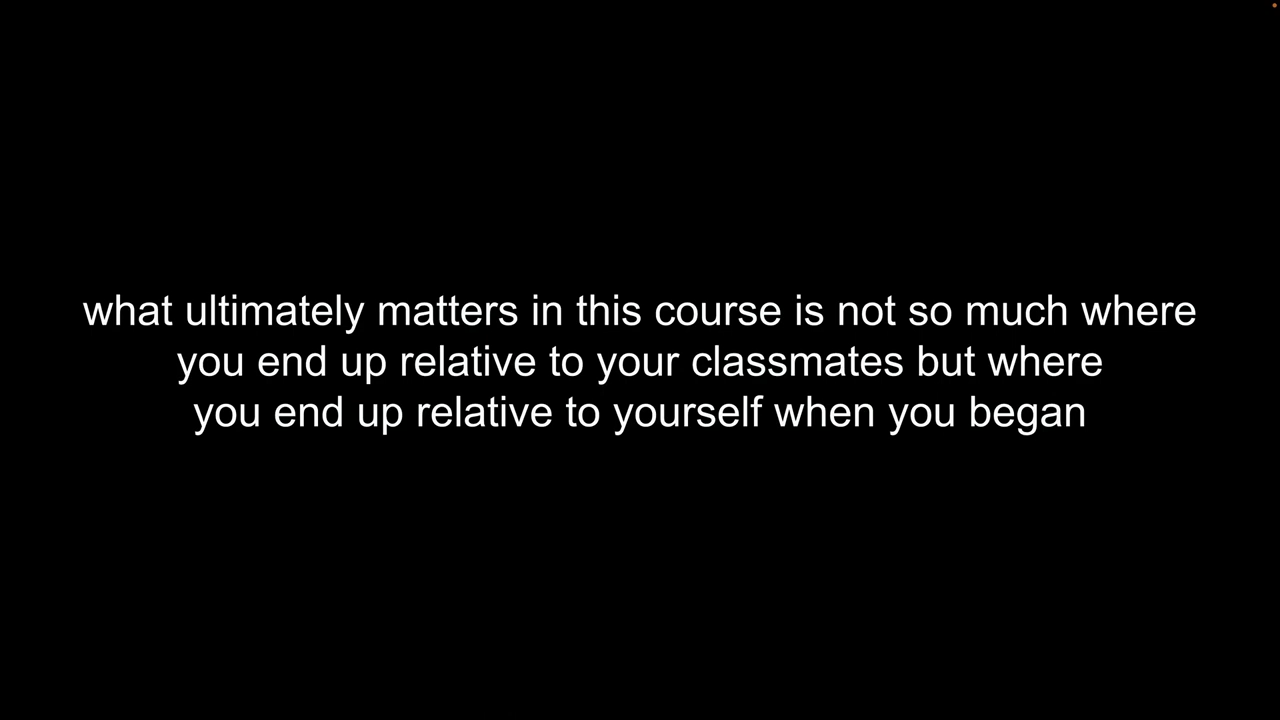 what ultimately matters in this course is not so much where
you end up relative to your classmates but where
you end up relative to yourself when you began